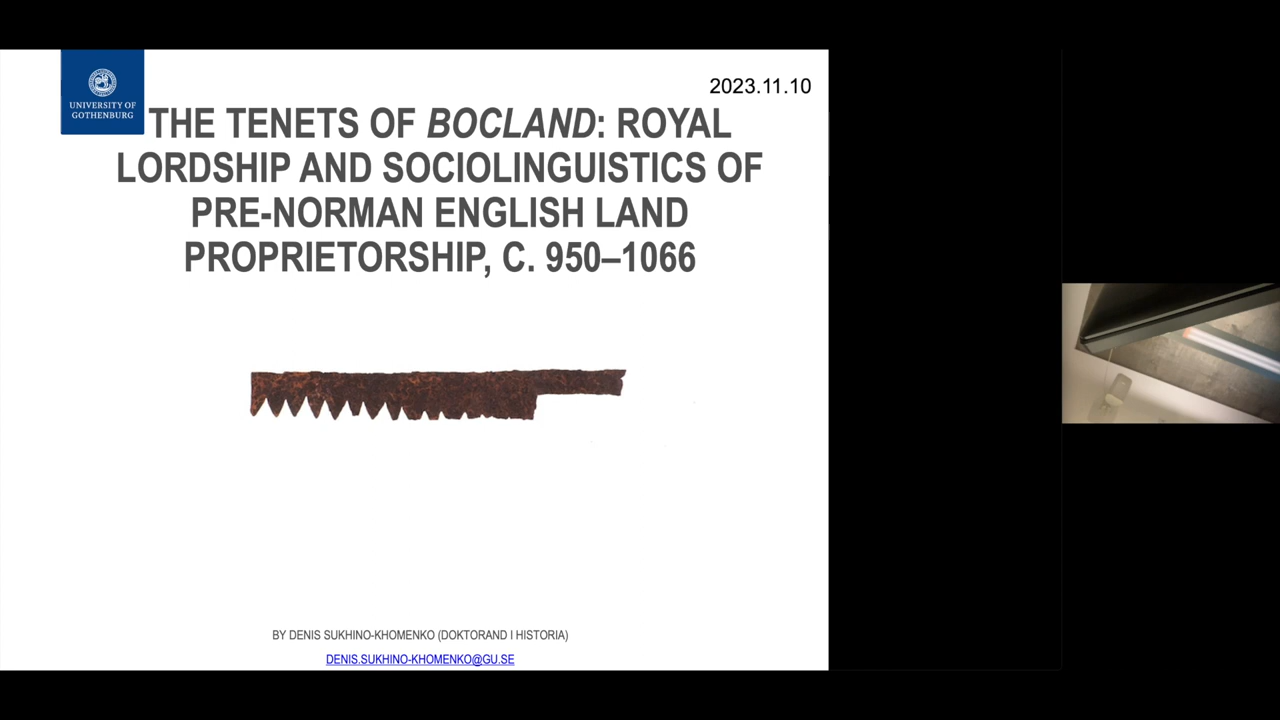 UNIVERSITY OF
GOTHENBURG
2023.11.10
THE TENETS OF BOCLAND: ROYAL
LORDSHIP AND SOCIOLINGUISTICS OF
PRE-NORMAN ENGLISH LAND
PROPRIETORSHIP, C. 950–1066
BY DENIS SUKHINO-KHOMENKO (DOKTORAND I HISTORIA)
DENIS.SUKHINO-KHOMENKO@GU.SE